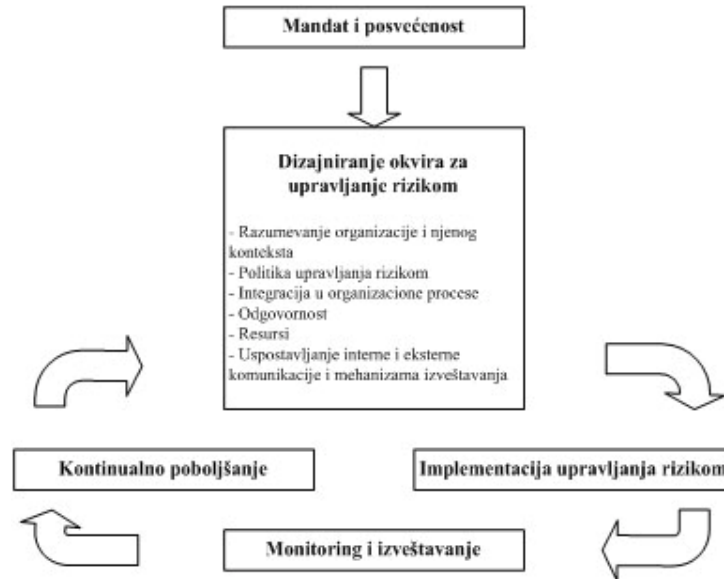 Mandat i posvećenost
Dizajniranje okvira za
upravljanje rizikom
- Razumevanje organizacije i njenog
konteksta
- Politika upravljanja rizikom
- Integracija u organizacione procese
- Odgovornost
- Resursi
- Uspostavljanje interne i eksterne
komunikacije i mehanizama izveštavanja
Kontinualno poboljšanje
Implementacija upravljanja rizikom
Monitoring i izveštavanje